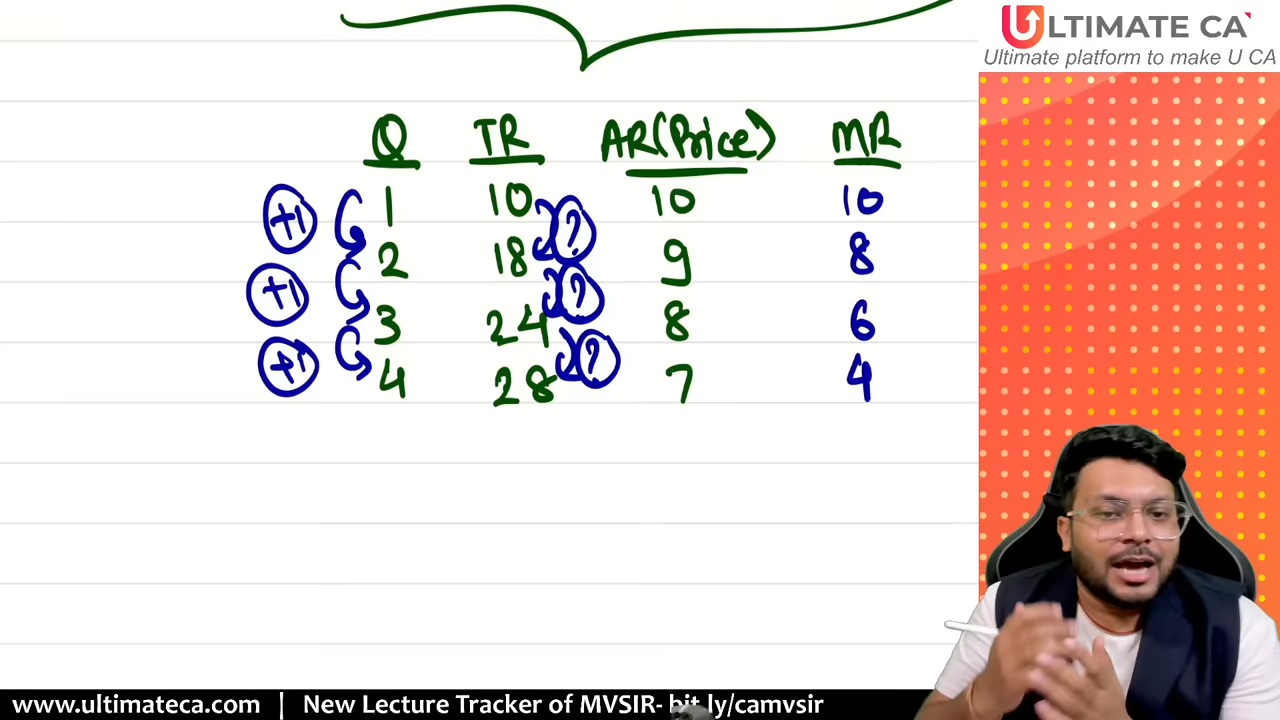 ULTIMATE CA
Ultimate platform to make U CA
Q TR AR(Price) MR
+1 1 10 ? 10 10
+1 2 18 ? 9 8
+1 3 24 ? 8 6
4 28 7 4
www.ultimateca.com | New Lecture Tracker of MVSIR- bit.ly/camvsir